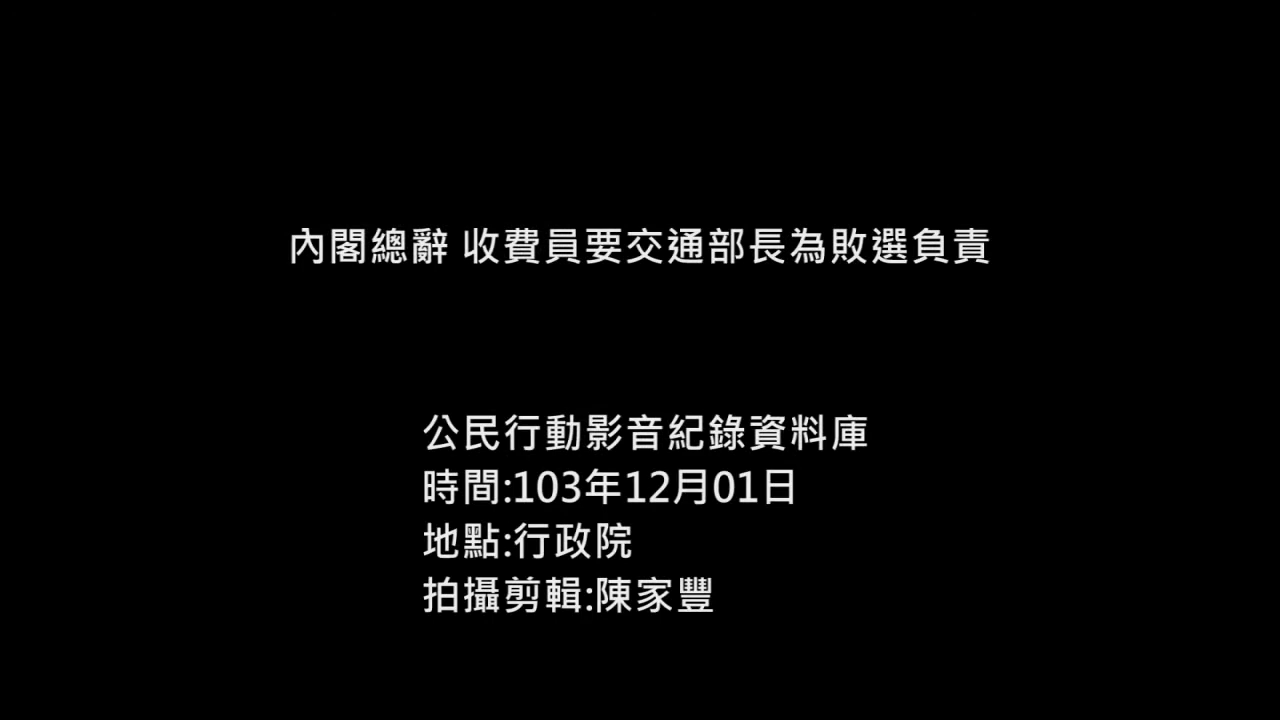 內閣總辭 收費員要交通部長為敗選負責
公民行動影音紀錄資料庫
時間:103年12月01日
地點:行政院
拍攝剪輯:陳家豐